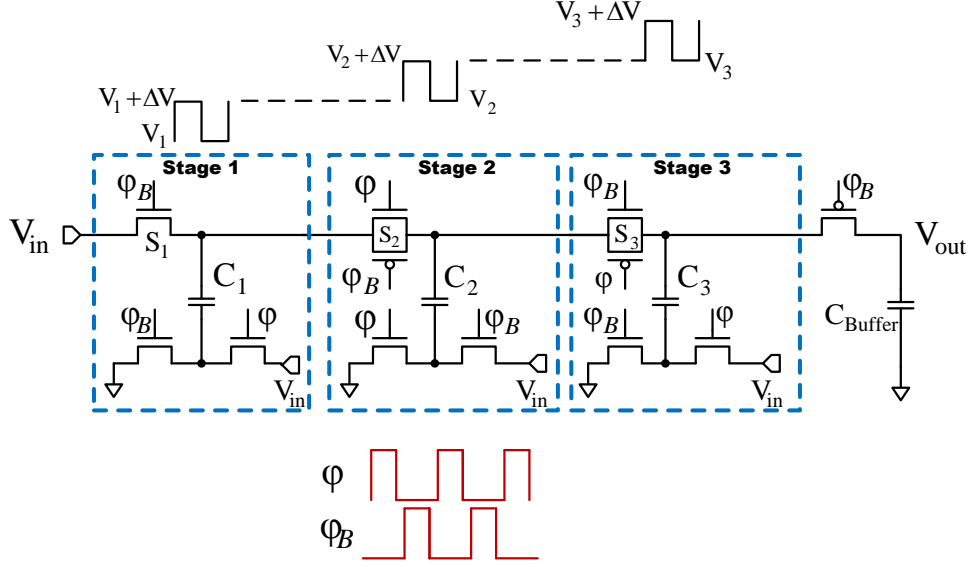 V3 + ΔV
V3
V2 + ΔV
V2
V1 + ΔV
V1
Stage 1
Stage 2
Stage 3
φB
φ
φB
φB
Vin
S1
S2
S3
Vout
φB
φ
C1
C2
C3
CBuffer
φB
φ
φ
φB
φB
φ
Vin
Vin
Vin
φ
φB